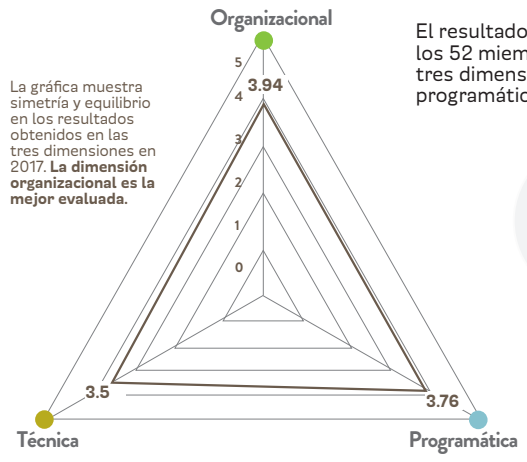 Organizacional
El resultado
los 52 miem
tres dimens
programátic
La gráfica muestra
simetría y equilibrio
en los resultados
obtenidos en las
tres dimensiones en
2017. La dimensión
organizacional es la
mejor evaluada.
5
3.94
4
3
2
1
0
3.5
3.76
Técnica
Programática